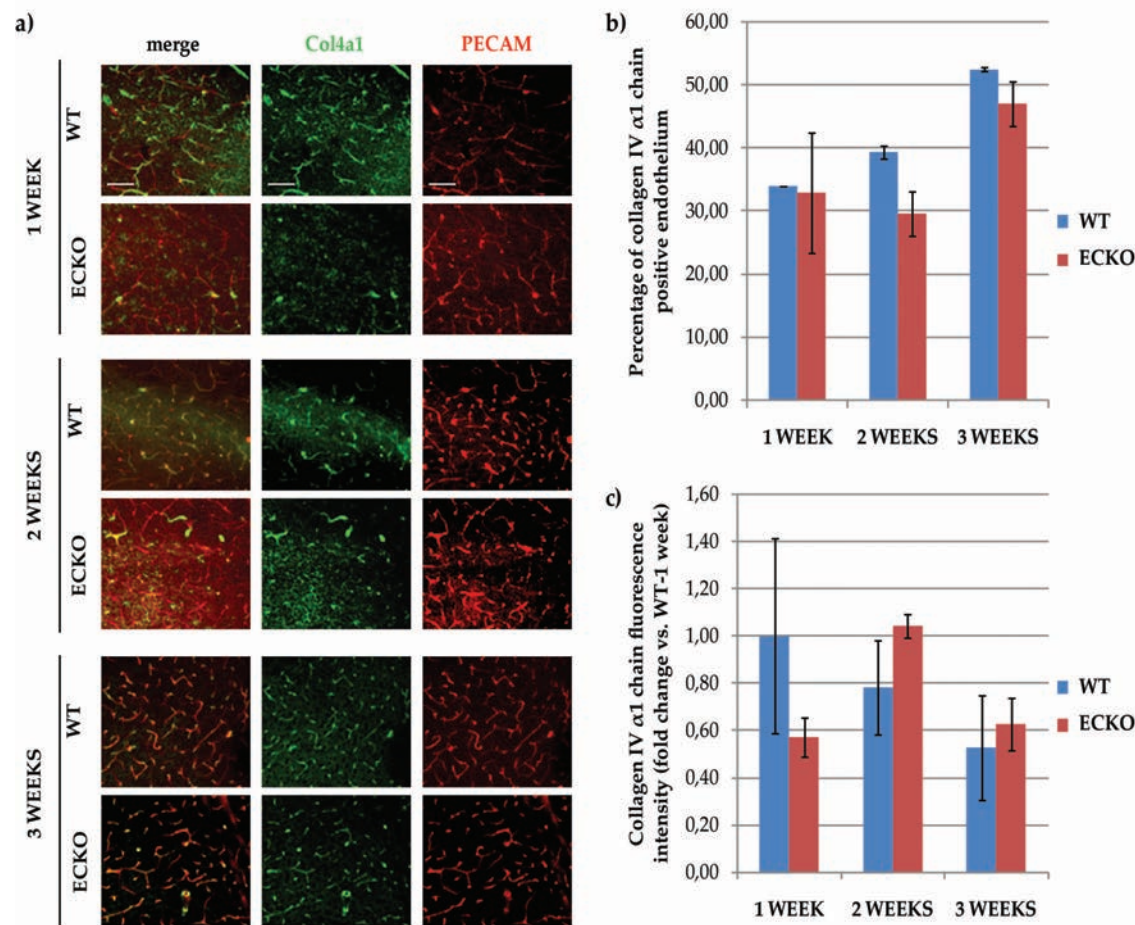 a)
merge Col4a1 PECAM
1 WEEK
WT
ECKO
2 WEEKS
WT
ECKO
3 WEEKS
WT
ECKO
b)
Percentage of collagen IV α1 chain
positive endothelium
60,00
50,00
40,00
30,00
20,00
10,00
0,00
1 WEEK 2 WEEKS 3 WEEKS
WT
ECKO
c)
Collagen IV α1 chain fluorescence
intensity (fold change vs. WT-1 week)
1,60
1,40
1,20
1,00
0,80
0,60
0,40
0,20
0,00
1 WEEK 2 WEEKS 3 WEEKS
WT
ECKO